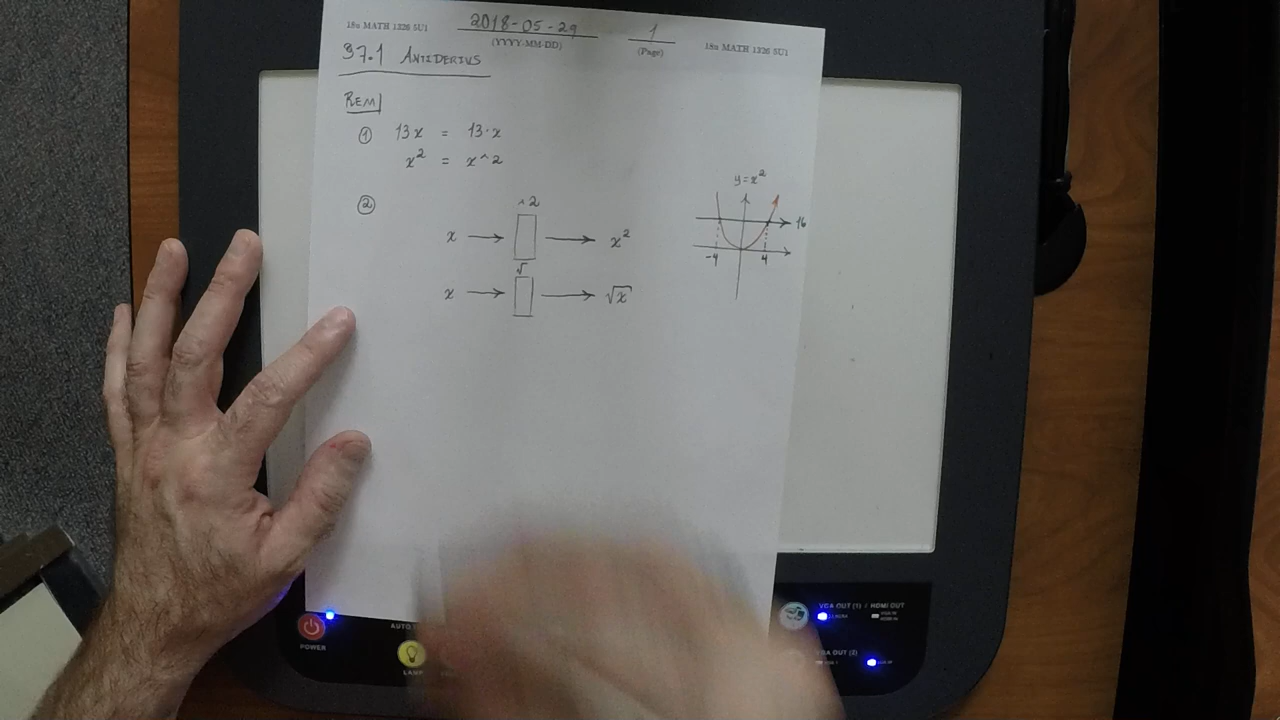 18u MATH 1326 5U1 2018-05-29 1 18u MATH 1326 5U1
(YYYY-MM-DD) (Page)
§7.1 ANTIDERIVS
REM
① 13x = 13·x
x² = x^2
②
^2
x → x²
√
x → √x
y=x²
16
-4 4
POWER
VGA OUT (1) / HDMI OUT
VGA OUT (2)